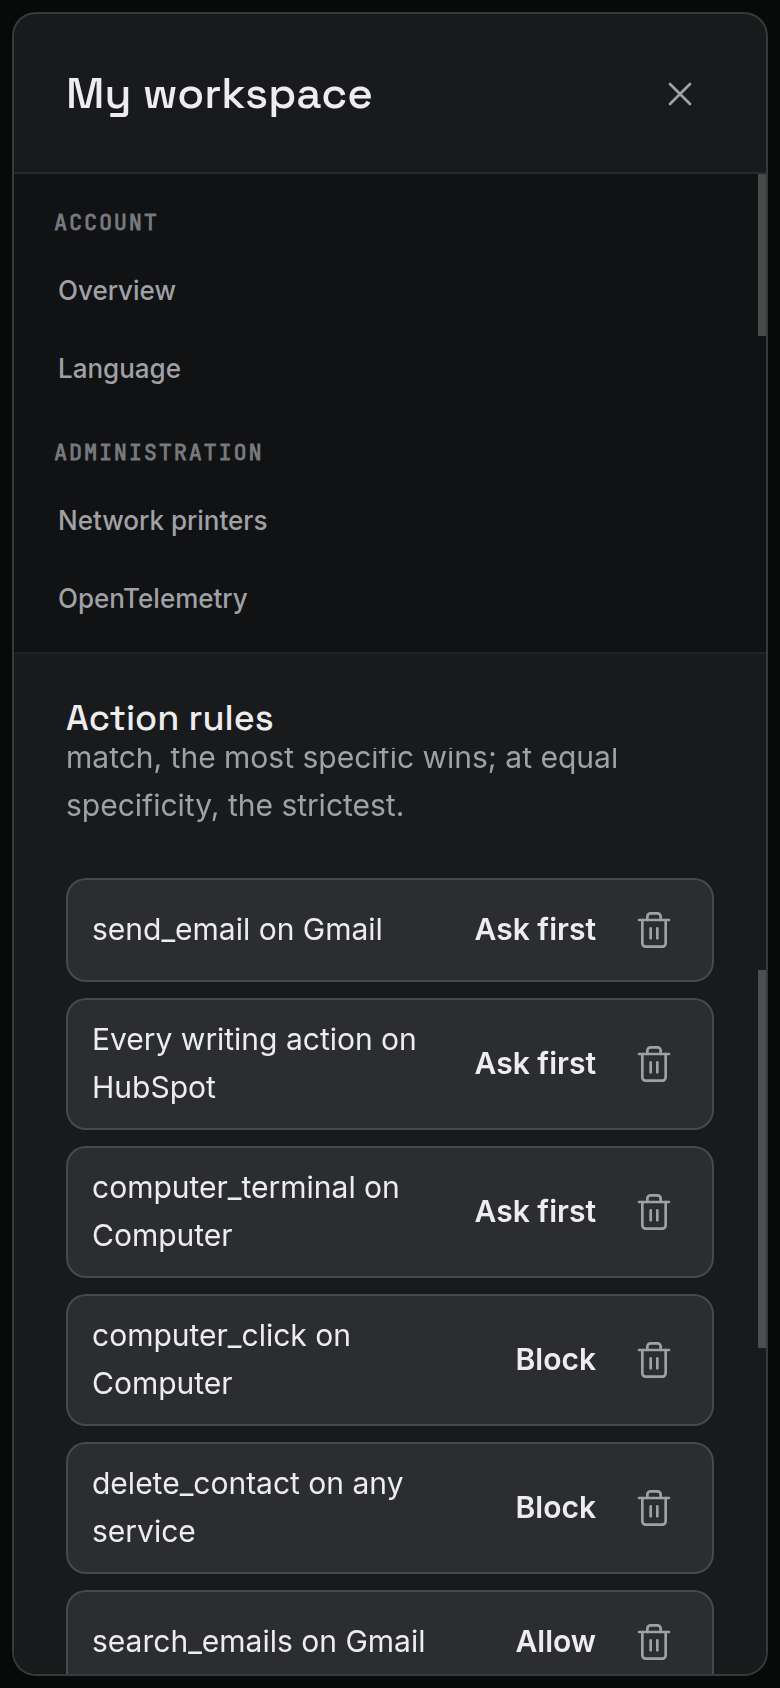 My workspace
ACCOUNT
Overview
Language
ADMINISTRATION
Network printers
OpenTelemetry
Action rules
match, the most specific wins; at equal
specificity, the strictest.
send_email on Gmail Ask first
Every writing action on
HubSpot
Ask first
computer_terminal on
Computer
Ask first
computer_click on
Computer
Block
delete_contact on any
service
Block
search_emails on Gmail Allow